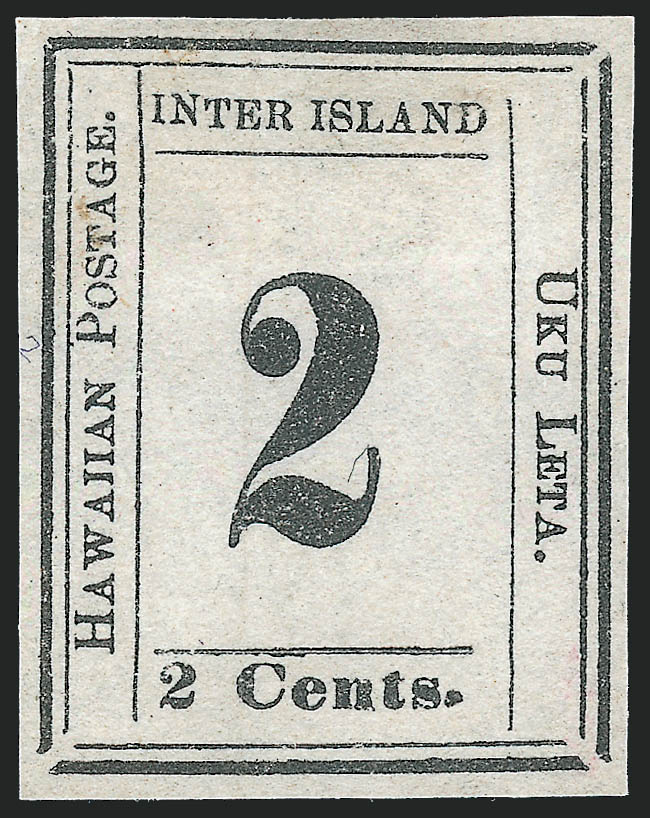 INTER ISLAND
HAWAIIAN POSTAGE.
2
UKU LETA.
2 Cents.